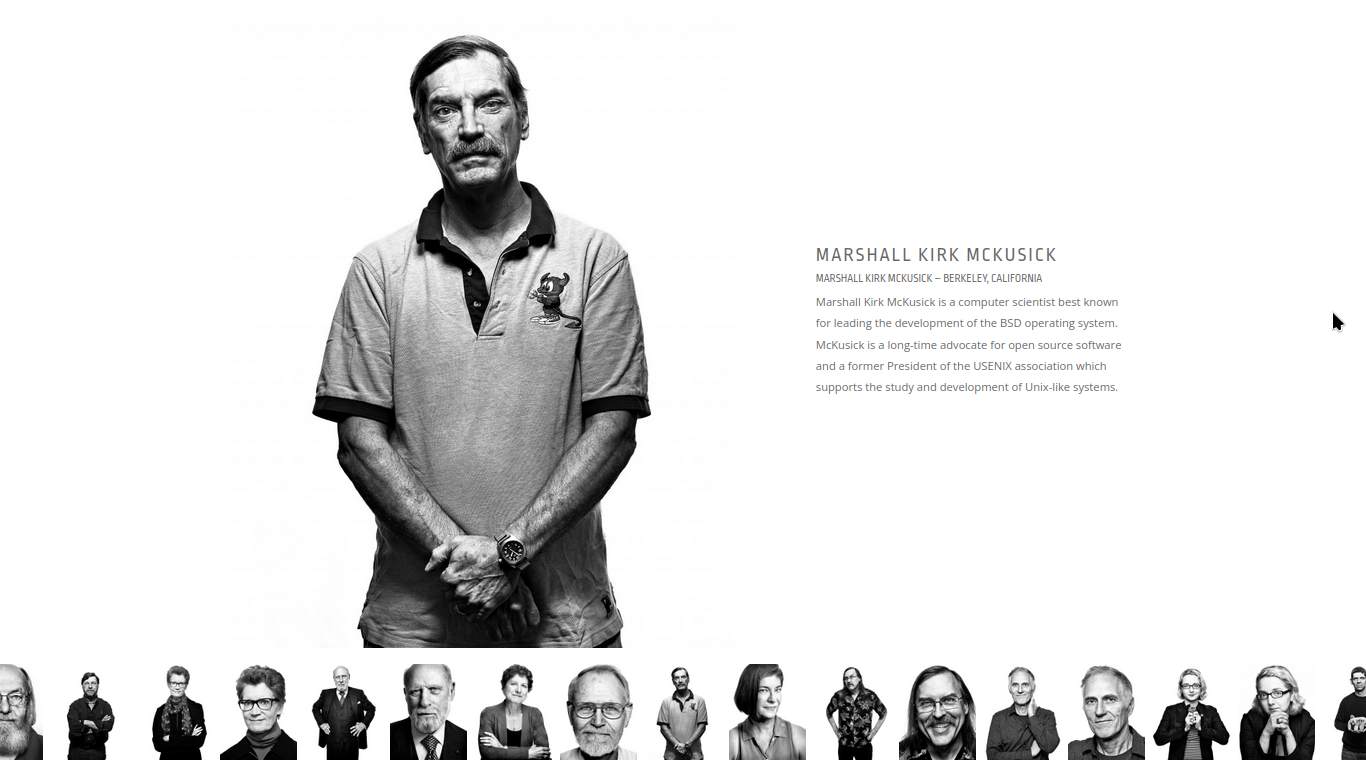 MARSHALL KIRK MCKUSICK
MARSHALL KIRK MCKUSICK – BERKELEY, CALIFORNIA
Marshall Kirk McKusick is a computer scientist best known
for leading the development of the BSD operating system.
McKusick is a long-time advocate for open source software
and a former President of the USENIX association which
supports the study and development of Unix-like systems.